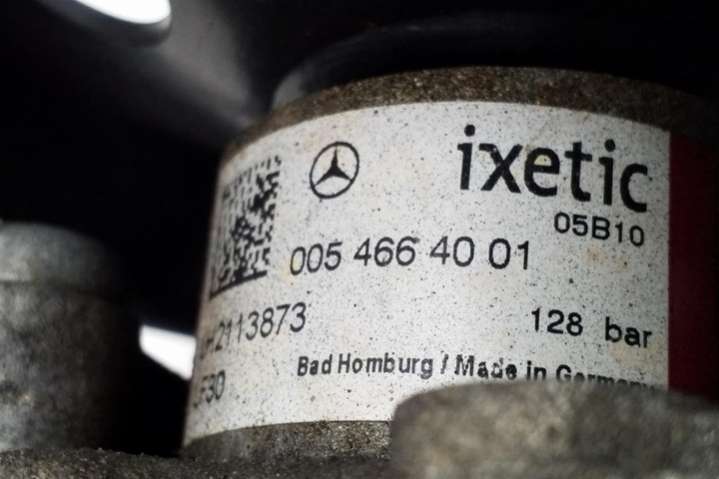 ixetic
05B10
005 466 40 01
2113873
128 bar
Bad Homburg / Made in Germany